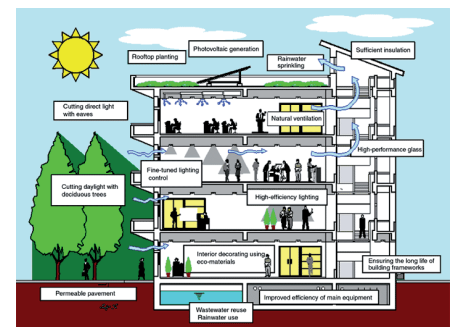 Photovoltaic generation
Sufficient insulation
Rooftop planting
Rainwater
sprinkling
Cutting direct light
with eaves
Natural ventilation
High-performance glass
Fine-tuned lighting
control
Cutting daylight with
deciduous trees
High-efficiency lighting
Interior decorating using
eco-materials
Ensuring the long life of
building frameworks
Permeable pavement
Improved efficiency of main equipment
Wastewater reuse
Rainwater use